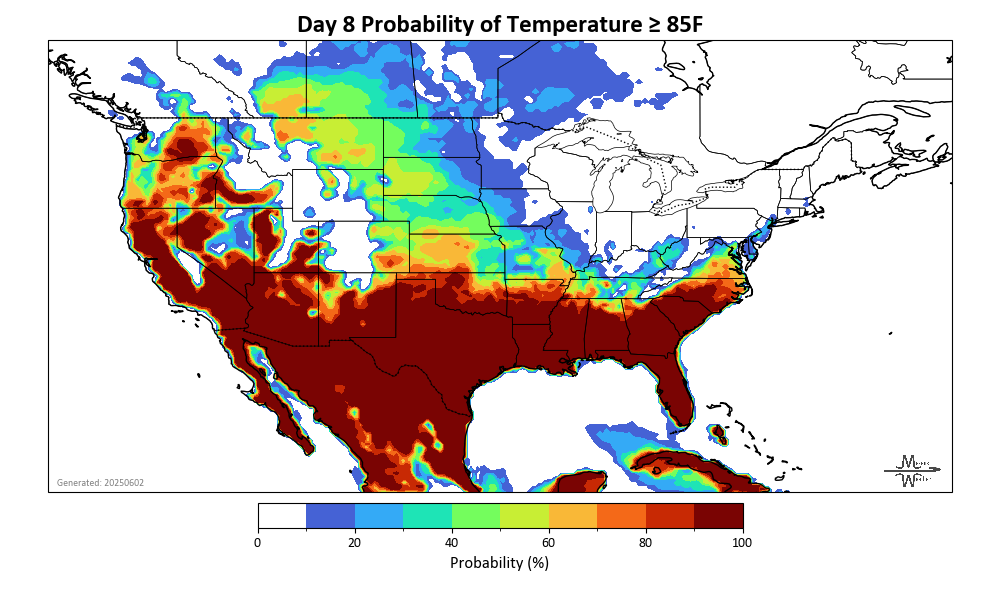 Day 8 Probability of Temperature ≥ 85F
Generated: 20250602
0 20 40 60 80 100
Probability (%)